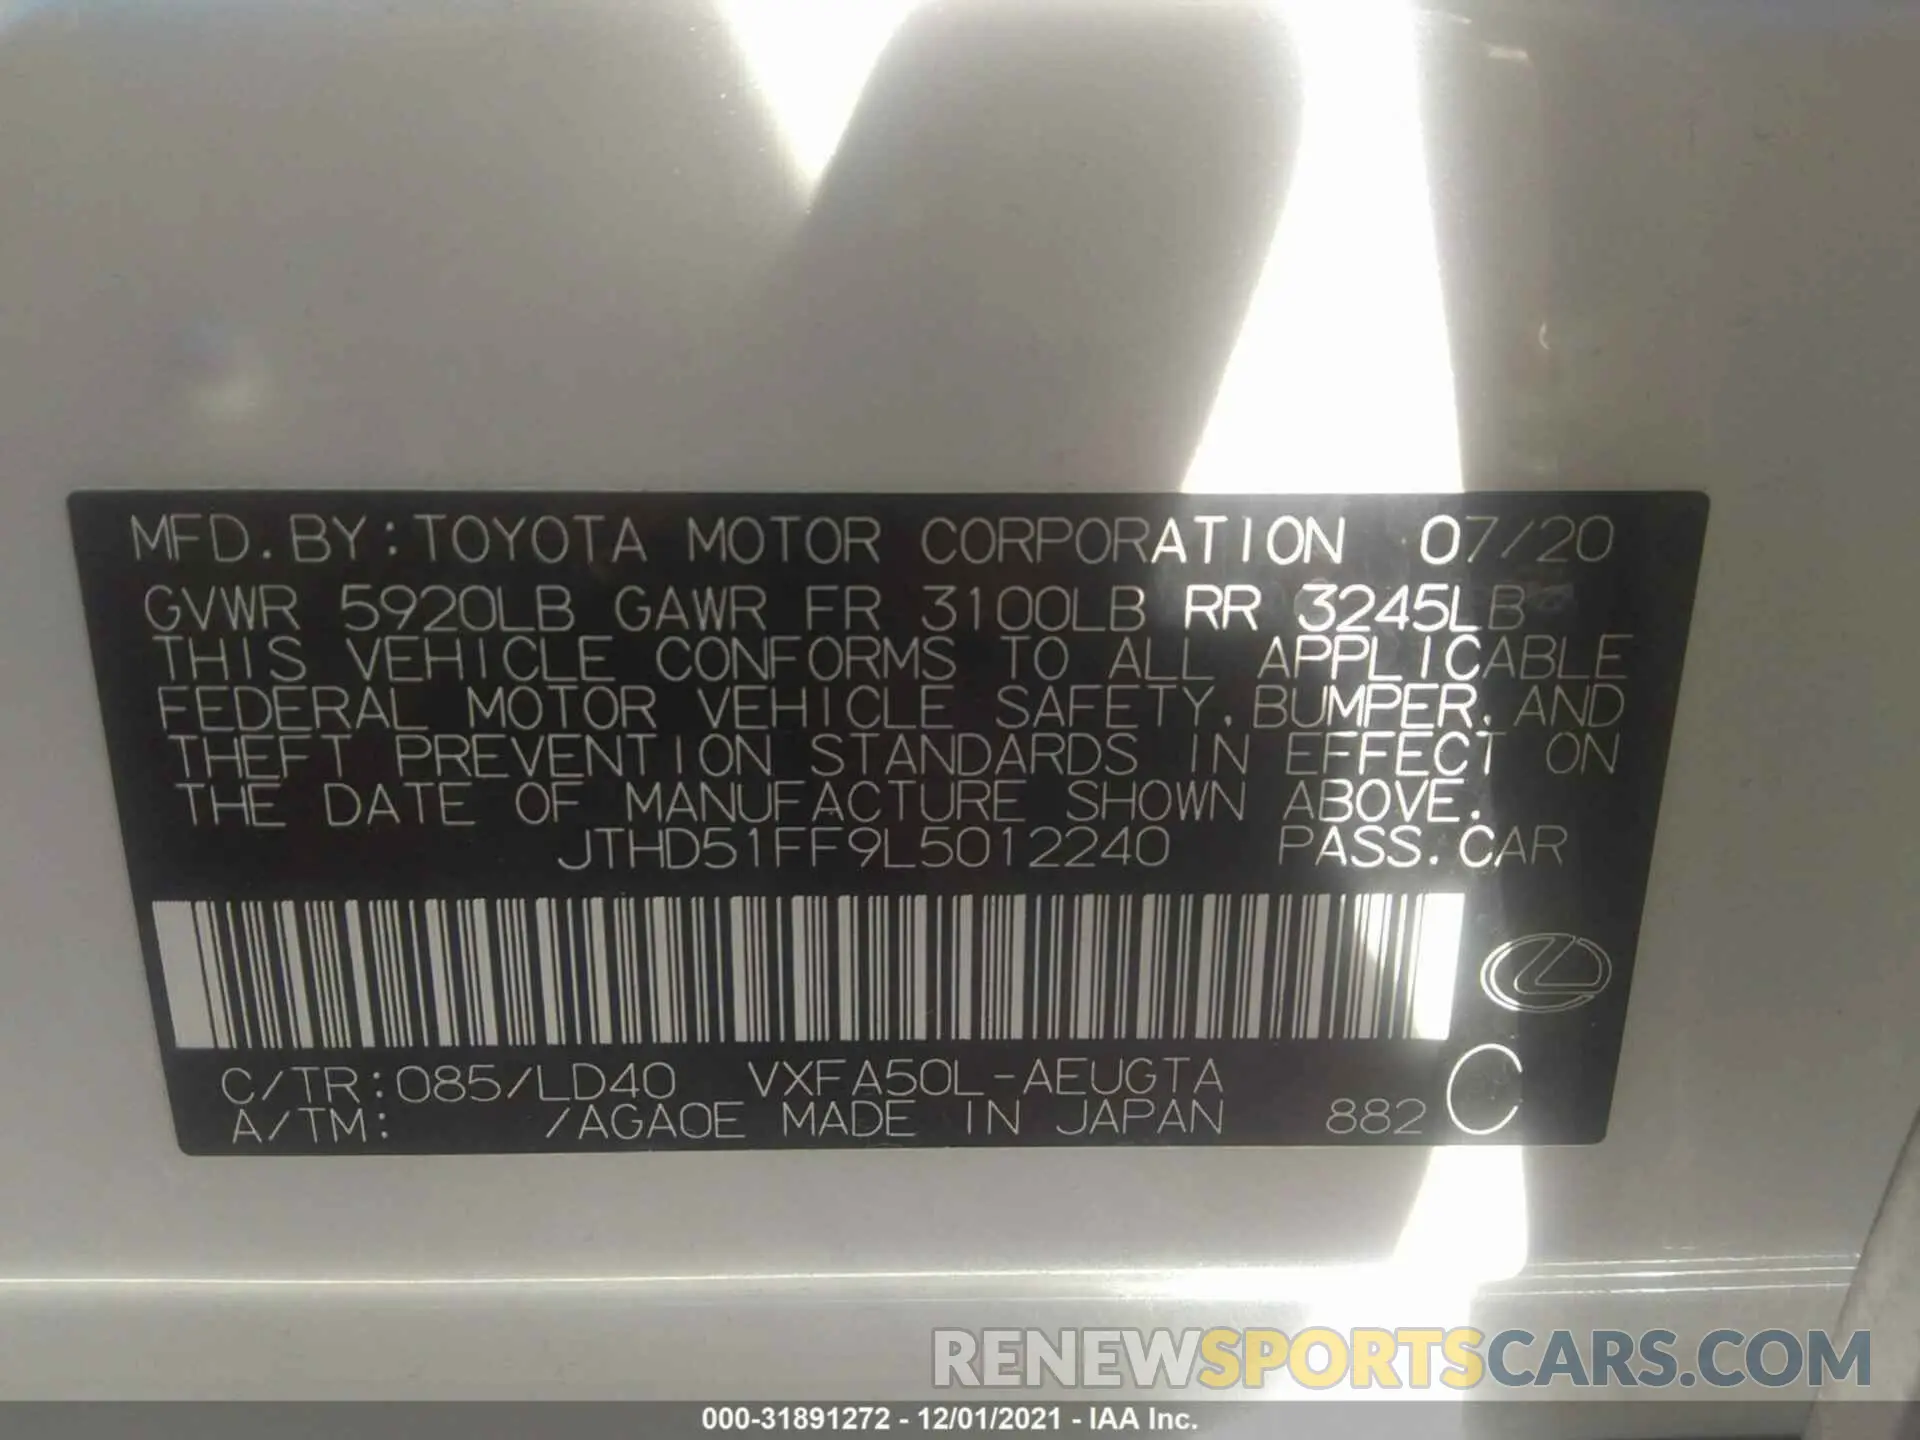 MFD. BY: TOYOTA MOTOR CORPORATION 07/20
GVWR 5920LB GAWR FR 3100LB RR 3245LB
THIS VEHICLE CONFORMS TO ALL APPLICABLE
FEDERAL MOTOR VEHICLE SAFETY, BUMPER, AND
THEFT PREVENTION STANDARDS IN EFFECT ON
THE DATE OF MANUFACTURE SHOWN ABOVE.
JTHD51FF9L5012240 PASS. CAR
C/TR: 085/LD40 VXFA50L-AEUGTA
A/TM: /AGA0E MADE IN JAPAN 882 C
RENEWSPORTSCARS.COM
000-31891272 - 12/01/2021 - IAA Inc.